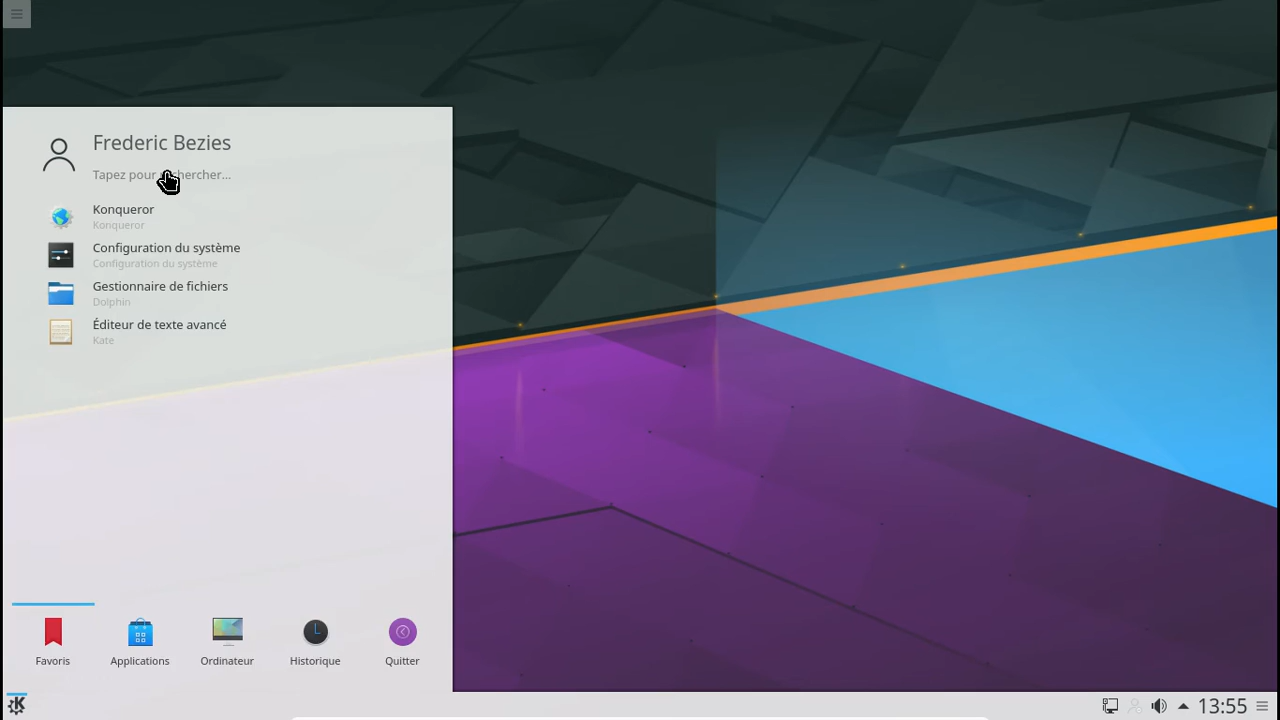 Frederic Bezies
Tapez pour rechercher...
Konqueror
Konqueror
Configuration du système
Configuration du système
Gestionnaire de fichiers
Dolphin
Éditeur de texte avancé
Kate
Favoris
Applications
Ordinateur
Historique
Quitter
13:55